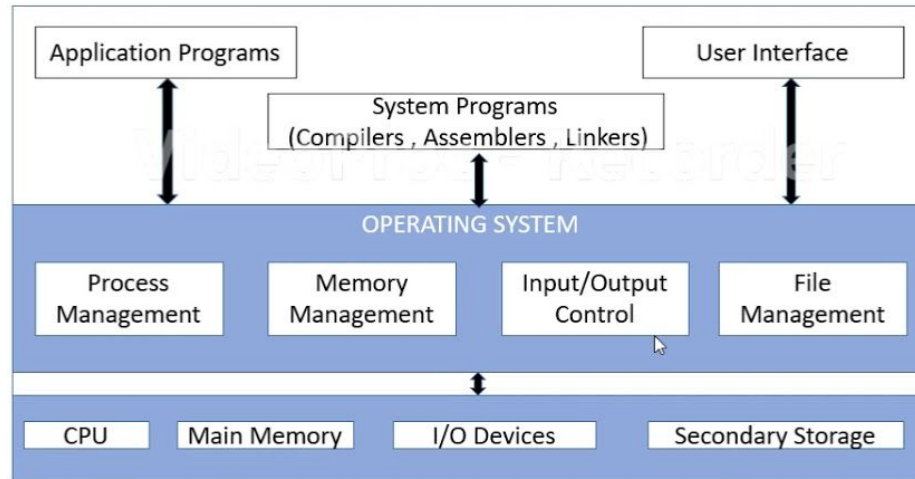 Application Programs
User Interface
System Programs
(Compilers , Assemblers , Linkers)
OPERATING SYSTEM
Process
Management
Memory
Management
Input/Output
Control
File
Management
CPU
Main Memory
I/O Devices
Secondary Storage